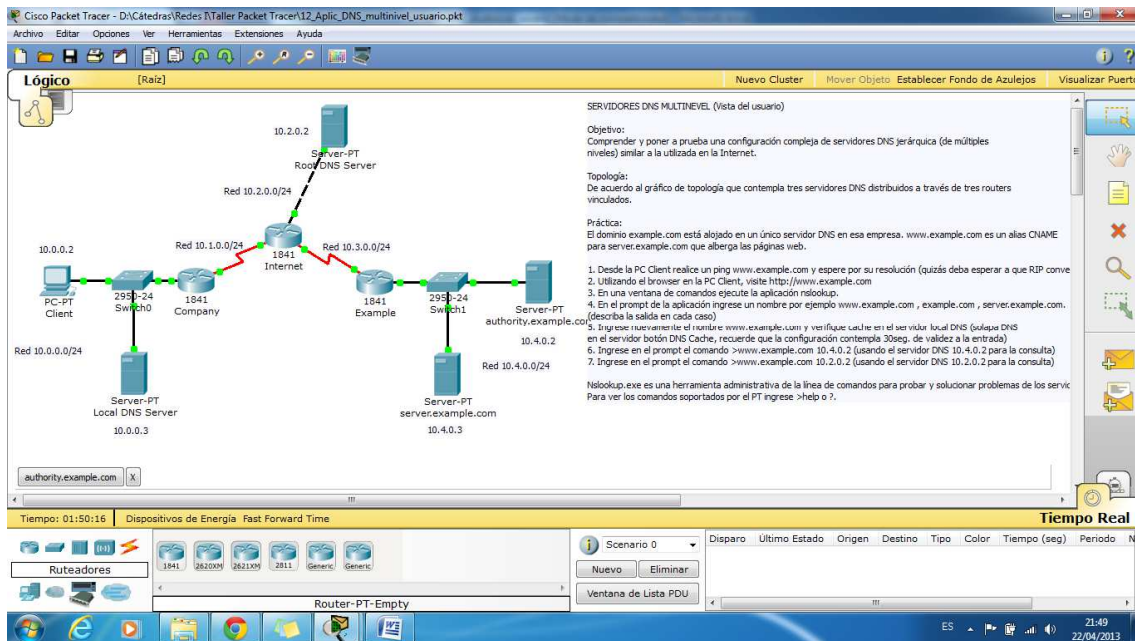 Cisco Packet Tracer - D:\Cátedras\Redes I\Taller Packet Tracer\12_Aplic_DNS_multinivel_usuario.pkt
Archivo Editar Opciones Ver Herramientas Extensiones Ayuda
Lógico [Raíz] Nuevo Cluster Mover Objeto Establecer Fondo de Azulejos Visualizar Puert
10.2.0.2
Server-PT
Root DNS Server
Red 10.2.0.0/24
Red 10.1.0.0/24
Red 10.3.0.0/24
1841
Internet
10.0.0.2
PC-PT
Client
2950-24
Switch0
1841
Company
1841
Example
2950-24
Switch1
Server-PT
authority.example.com
10.4.0.2
Red 10.0.0.0/24
Red 10.4.0.0/24
Server-PT
Local DNS Server
10.0.0.3
Server-PT
server.example.com
10.4.0.3
SERVIDORES DNS MULTINEVEL (Vista del usuario)
Objetivo:
Comprender y poner a prueba una configuración compleja de servidores DNS jerárquica (de múltiples
niveles) similar a la utilizada en la Internet.
Topología:
De acuerdo al gráfico de topología que contempla tres servidores DNS distribuidos a través de tres routers
vinculados.
Práctica:
El dominio example.com está alojado en un único servidor DNS en esa empresa. www.example.com es un alias CNAME
para server.example.com que alberga las páginas web.
1. Desde la PC Client realice un ping www.example.com y espere por su resolución (quizás deba esperar a que RIP conve
2. Utilizando el browser en la PC Client, visite http://www.example.com
3. En una ventana de comandos ejecute la aplicación nslookup.
4. En el prompt de la aplcación ingrese un nombre por ejemplo www.example.com , example.com , server.example.com.
(describa la salida en cada caso)
5. Ingrese nuevamente el nombre www.example.com y verifique cache en el servidor local DNS (solapa DNS
en el servidor botón DNS Cache, recuerde que la configuración contempla 30seg. de validez a la entrada)
6. Ingrese en el prompt el comando >www.example.com 10.4.0.2 (usando el servidor DNS 10.4.0.2 para la consulta)
7. Ingrese en el prompt el comando >www.example.com 10.2.0.2 (usando el servidor DNS 10.2.0.2 para la consulta)
Nslookup.exe es una herramienta administrativa de la línea de comandos para probar y solucionar problemas de los servic
Para ver los comandos soportados por el PT ingrese >help o ?.
authority.example.com X
Tiempo: 01:50:16 Dispositivos de Energía Fast Forward Time Tiempo Real
Ruteadores
1841 2620XM 2621XM 2811 Generic Generic
Router-PT-Empty
Scenario 0
Nuevo Eliminar
Ventana de Lista PDU
Disparo Último Estado Origen Destino Tipo Color Tiempo (seg) Periodo N
ES 21:49
22/04/2013